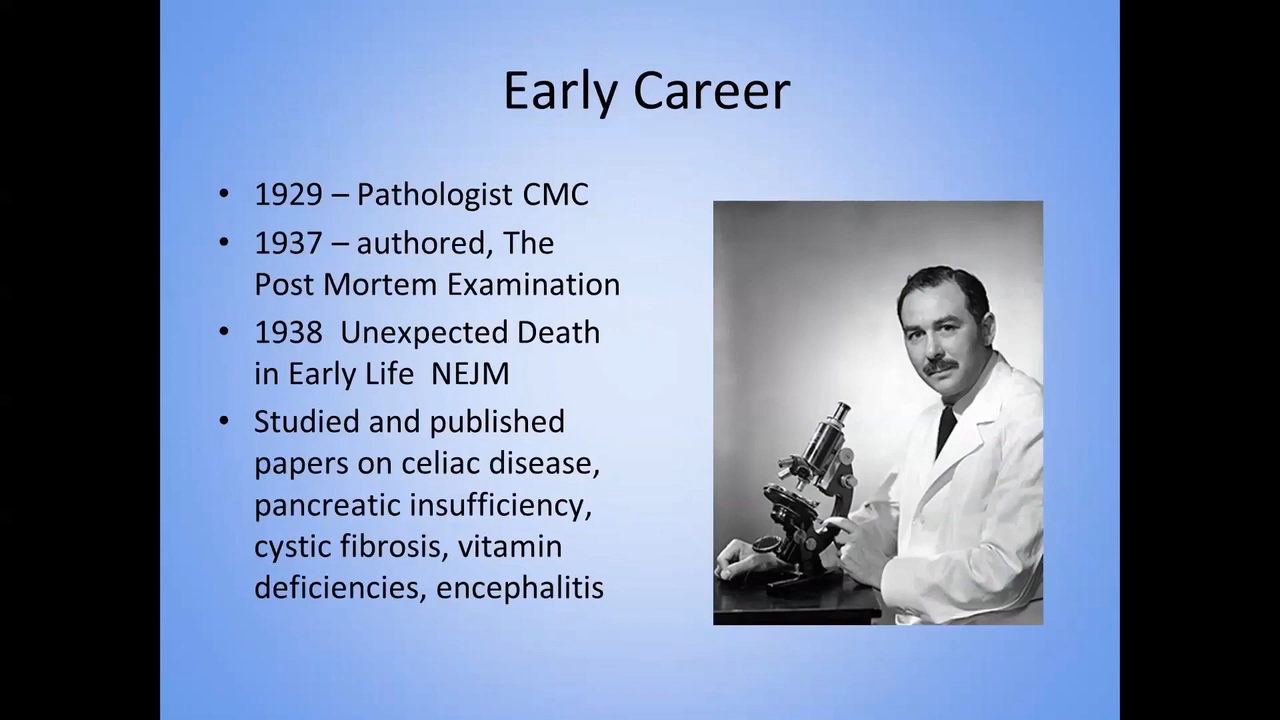 Early Career
• 1929 – Pathologist CMC
• 1937 – authored, The
Post Mortem Examination
• 1938  Unexpected Death
in Early Life  NEJM
• Studied and published
papers on celiac disease,
pancreatic insufficiency,
cystic fibrosis, vitamin
deficiencies, encephalitis